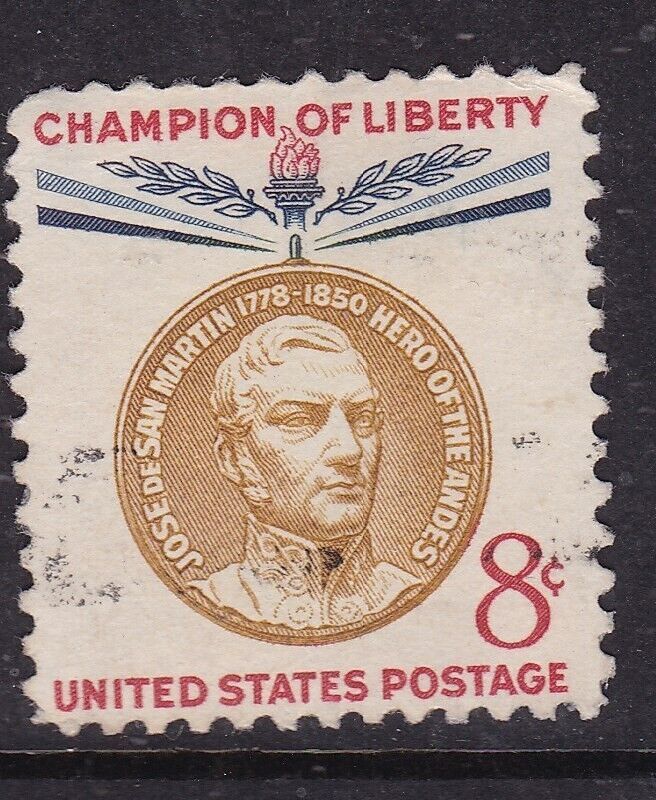 CHAMPION OF LIBERTY
JOSE DE SAN MARTIN 1778-1850 HERO OF THE ANDES
8¢
UNITED STATES POSTAGE